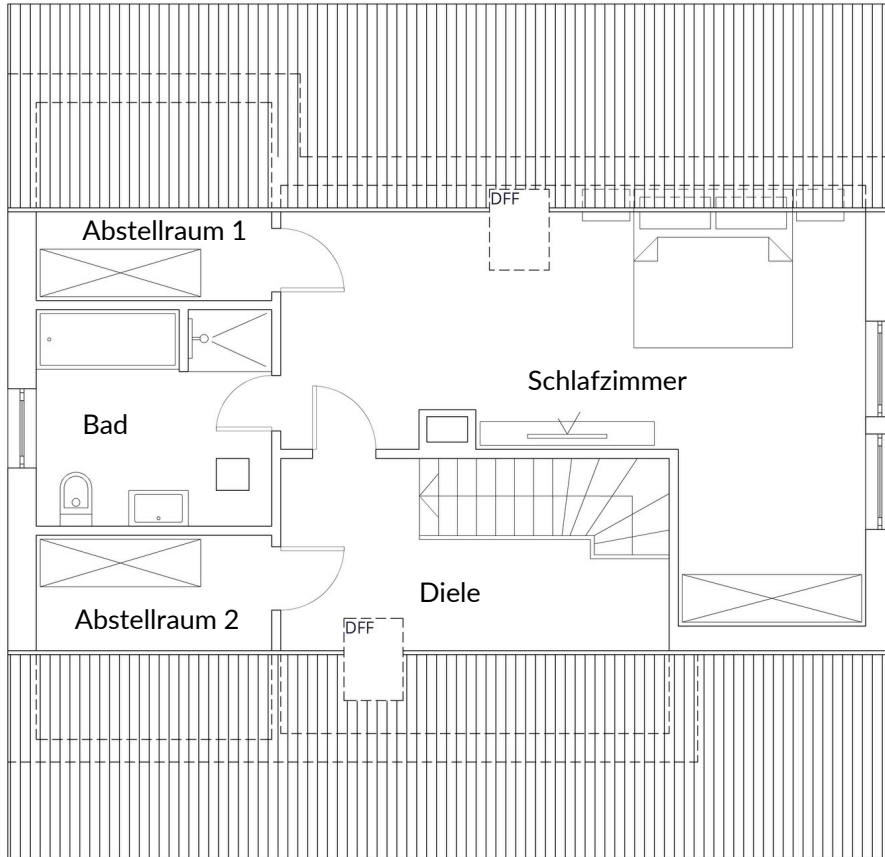 DFF
Abstellraum 1
Schlafzimmer
Bad
Diele
Abstellraum 2
DFF